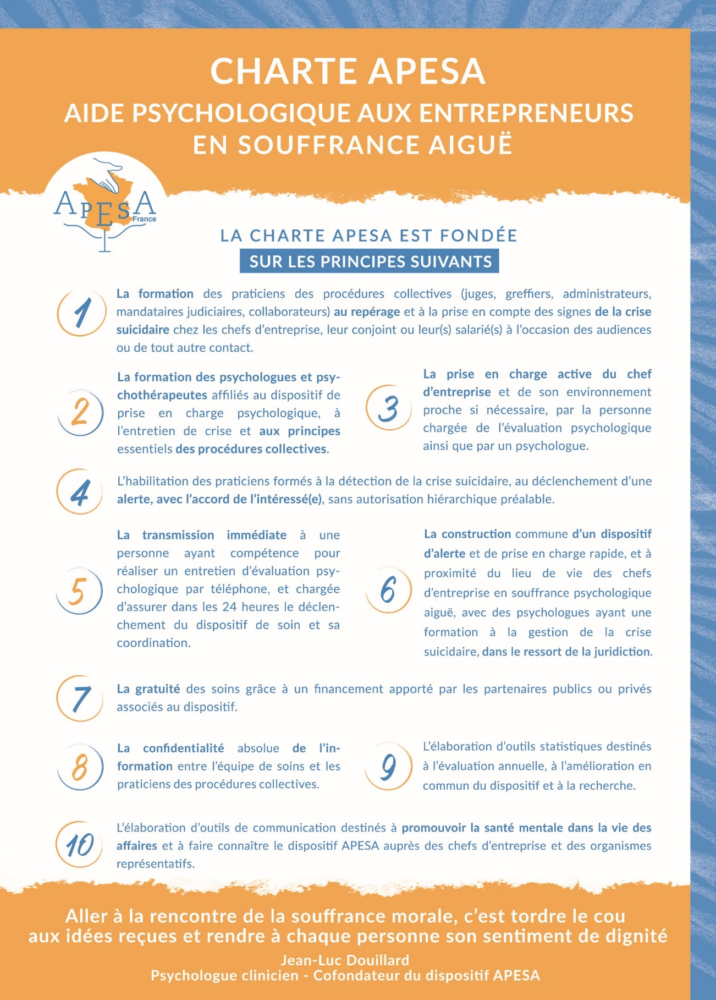 CHARTE APESA
AIDE PSYCHOLOGIQUE AUX ENTREPRENEURS
EN SOUFFRANCE AIGUË
APESA
France
LA CHARTE APESA EST FONDÉE
SUR LES PRINCIPES SUIVANTS
1
La formation des praticiens des procédures collectives (juges, greffiers, administrateurs,
mandataires judiciaires, collaborateurs) au repérage et à la prise en compte des signes de la crise
suicidaire chez les chefs d'entreprise, leur conjoint ou leur(s) salarié(s) à l'occasion des audiences
ou de tout autre contact.
2
La formation des psychologues et psy-
chothérapeutes affiliés au dispositif de
prise en charge psychologique, à
l'entretien de crise et aux principes
essentiels des procédures collectives.
3
La prise en charge active du chef
d'entreprise et de son environnement
proche si nécessaire, par la personne
chargée de l'évaluation psychologique
ainsi que par un psychologue.
4
L'habilitation des praticiens formés à la détection de la crise suicidaire, au déclenchement d'une
alerte, avec l'accord de l'intéressé(e), sans autorisation hiérarchique préalable.
5
La transmission immédiate à une
personne ayant compétence pour
réaliser un entretien d'évaluation psy-
chologique par téléphone, et chargée
d'assurer dans les 24 heures le déclen-
chement du dispositif de soin et sa
coordination.
6
La construction commune d'un dispositif
d'alerte et de prise en charge rapide, et à
proximité du lieu de vie des chefs
d'entreprise en souffrance psychologique
aiguë, avec des psychologues ayant une
formation à la gestion de la crise
suicidaire, dans le ressort de la juridiction.
7
La gratuité des soins grâce à un financement apporté par les partenaires publics ou privés
associés au dispositif.
8
La confidentialité absolue de l'in-
formation entre l'équipe de soins et les
praticiens des procédures collectives.
9
L'élaboration d'outils statistiques destinés
à l'évaluation annuelle, à l'amélioration en
commun du dispositif et à la recherche.
10
L'élaboration d'outils de communication destinés à promouvoir la santé mentale dans la vie des
affaires et à faire connaître le dispositif APESA auprès des chefs d'entreprise et des organismes
représentatifs.
Aller à la rencontre de la souffrance morale, c'est tordre le cou
aux idées reçues et rendre à chaque personne son sentiment de dignité
Jean-Luc Douillard
Psychologue clinicien - Cofondateur du dispositif APESA